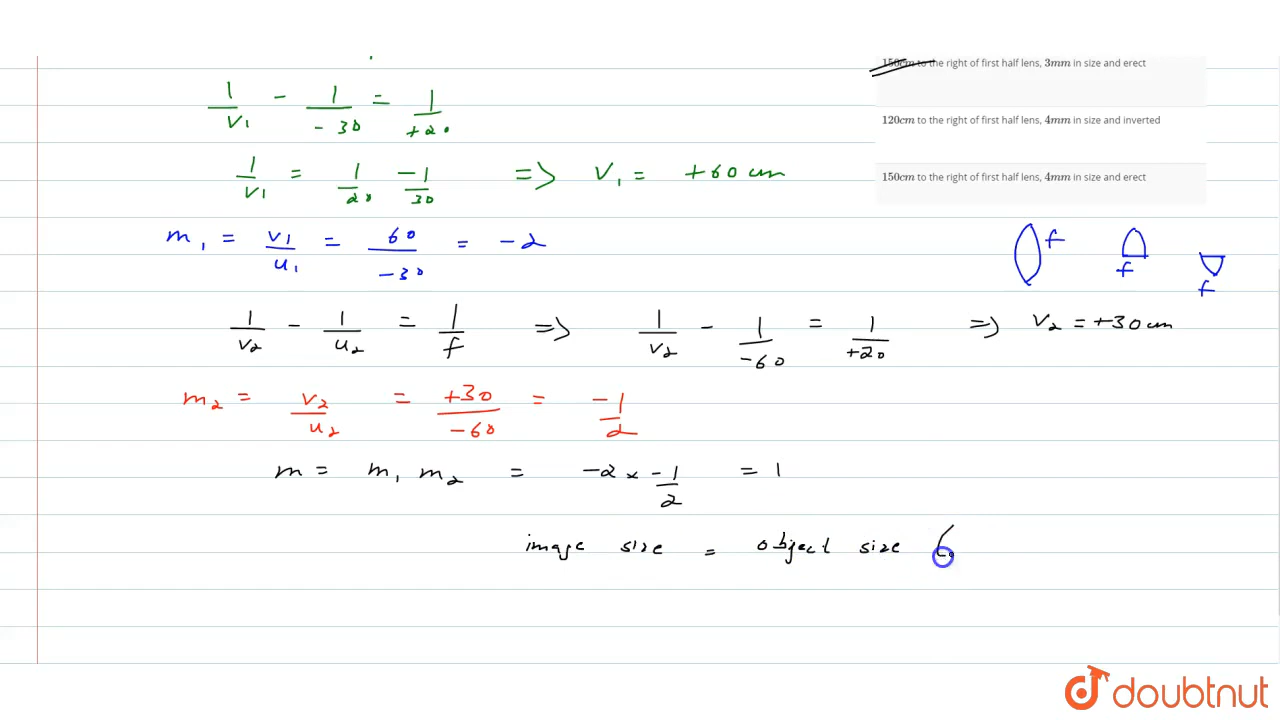 150cm to the right of first half lens, 3mm in size and erect
1/v₁ - 1/-30 = 1/+20
120cm to the right of first half lens, 4mm in size and inverted
1/v₁ = 1/20 - 1/30 => v₁ = +60 cm
150cm to the right of first half lens, 4mm in size and erect
m₁ = v₁/u₁ = 60/-30 = -2
f f f
1/v₂ - 1/u₂ = 1/f => 1/v₂ - 1/-60 = 1/+20 => v₂ = +30 cm
m₂ = v₂/u₂ = +30/-60 = -1/2
m = m₁ m₂ = -2 × -1/2 = 1
image size = object size (
doubtnut